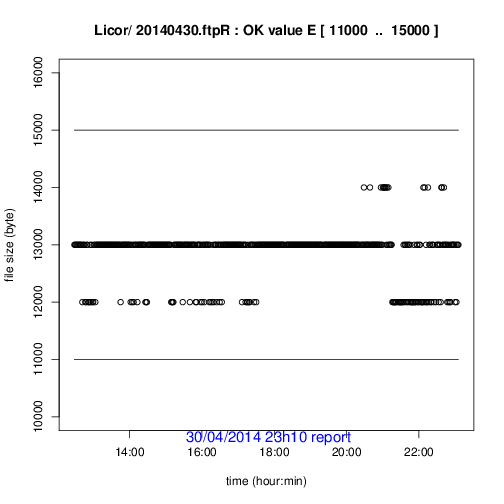 Licor/ 20140430.ftpR : OK value E [ 11000 .. 15000 ]
file size (byte)
16000
15000
14000
13000
12000
11000
10000
30/04/2014 23h10 report
14:00 16:00 18:00 20:00 22:00
time (hour:min)